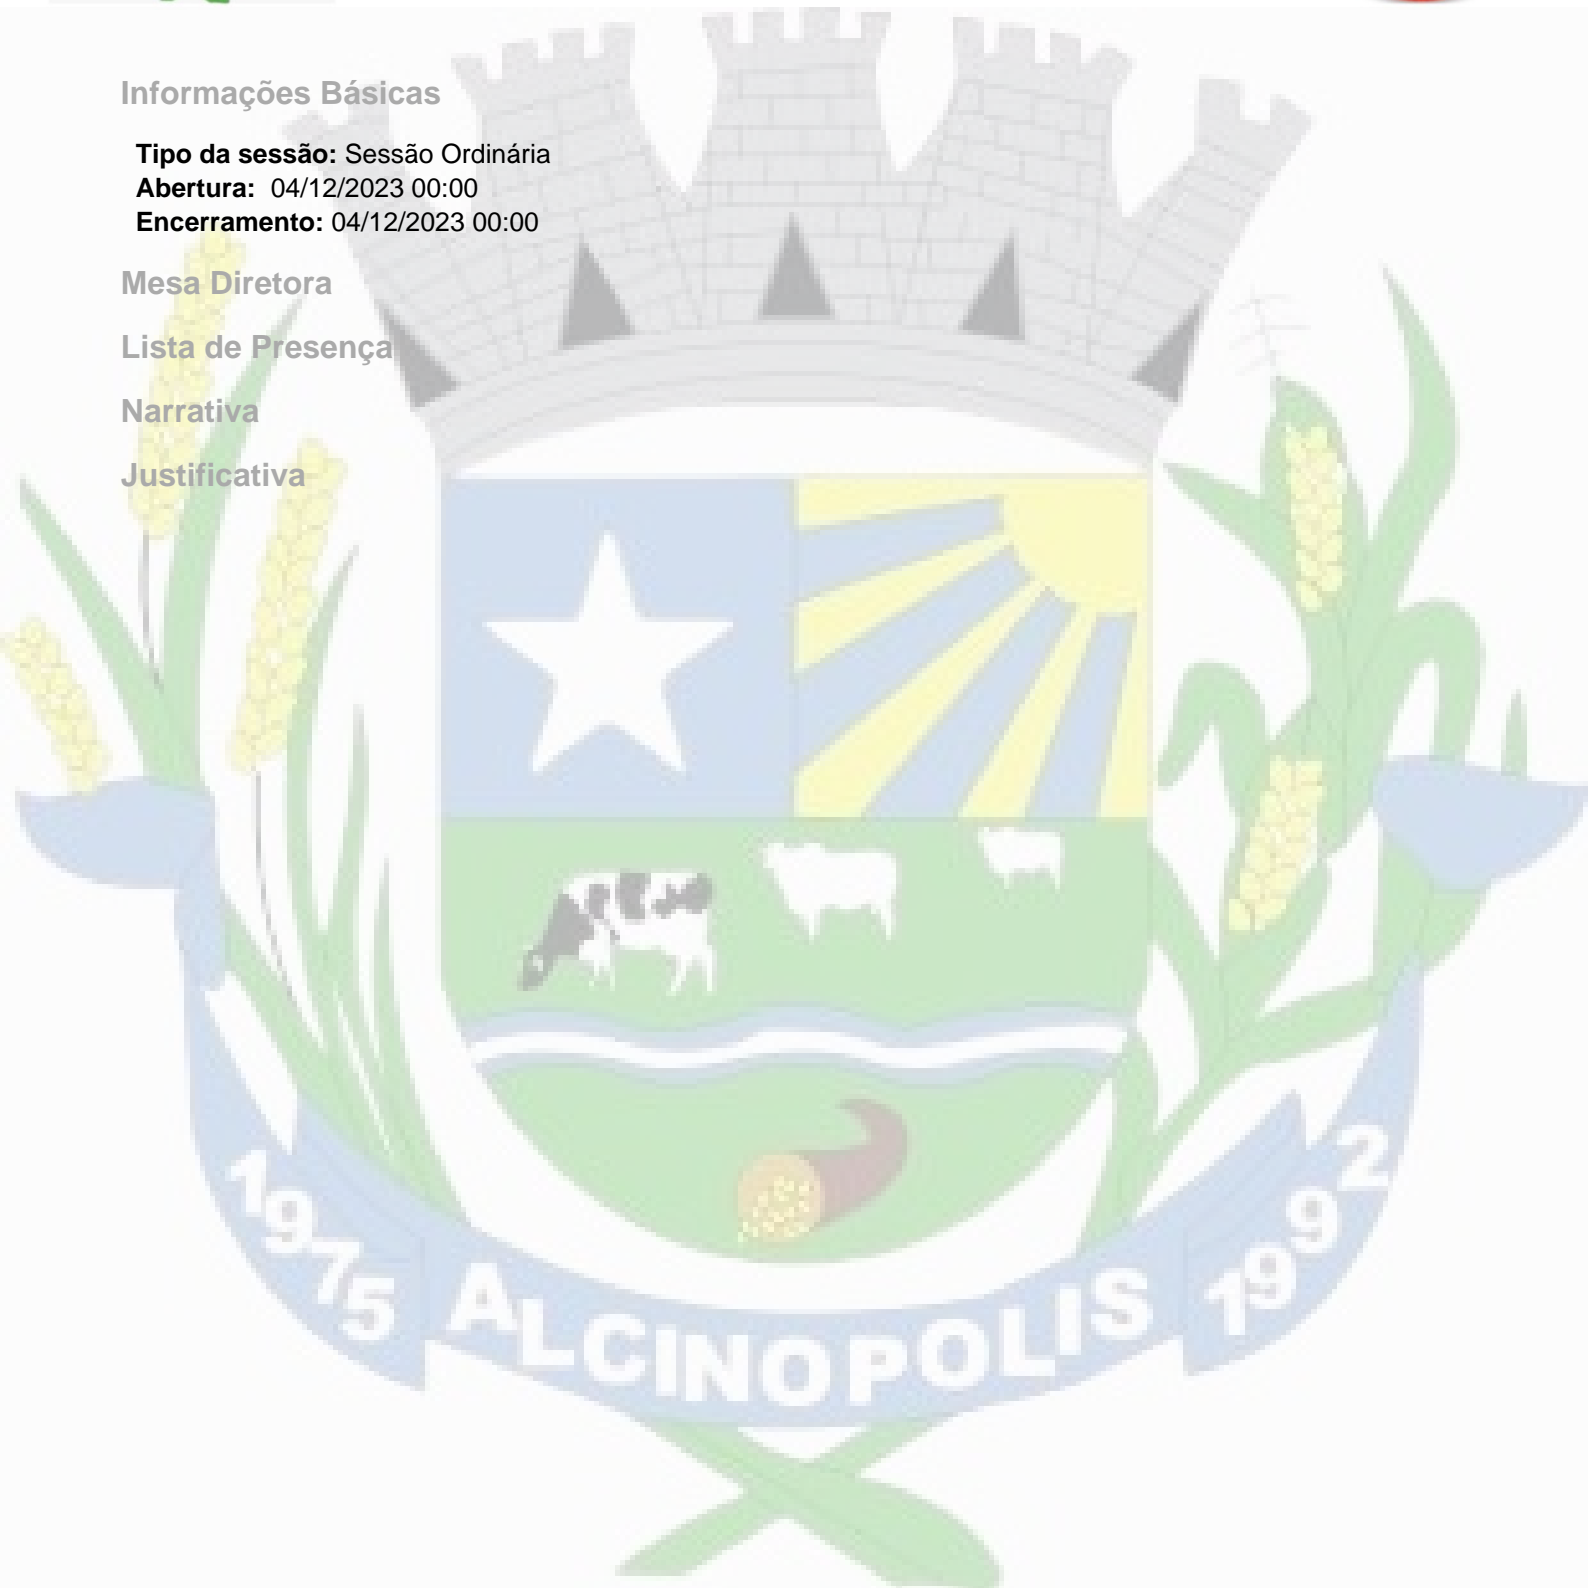 Informações Básicas
Tipo da sessão: Sessão Ordinária
Abertura: 04/12/2023 00:00
Encerramento: 04/12/2023 00:00
Mesa Diretora
Lista de Presença
Narrativa
Justificativa
1975 ALCINOPOLIS 1992